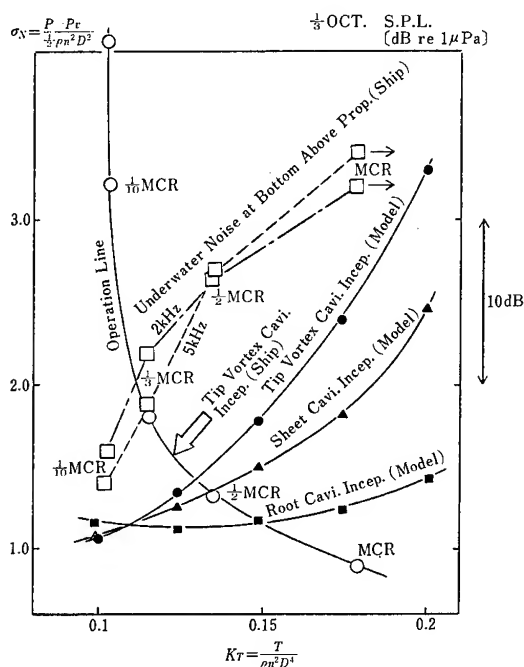 σN = P - Pv / ½ ρn²D²
⅓ OCT. S.P.L.
[dB re 1μPa)
3.0
2.0
1.0
0.1
0.15
0.2
KT = T / ρn²D⁴
10dB
Operation Line
1/10 MCR
Underwater Noise at Bottom Above Prop. (Ship)
MCR
2kHz
5kHz
½ MCR
⅓ MCR
1/10 MCR
Tip Vortex Cavi.
Incep. (Ship)
Tip Vortex Cavi. Incep. (Model)
Sheet Cavi. Incep. (Model)
½ MCR
Root Cavi. Incep. (Model)
MCR